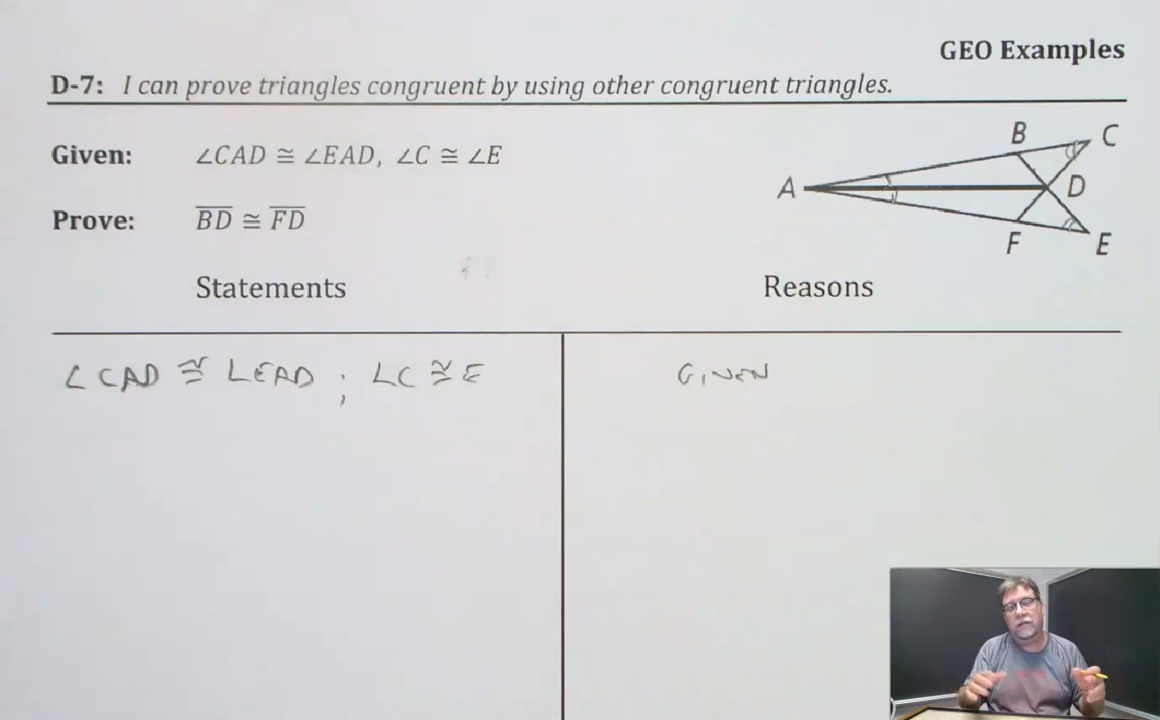 GEO Examples
D-7: I can prove triangles congruent by using other congruent triangles.
Given: ∠CAD ≅ ∠EAD, ∠C ≅ ∠E
Prove: BD ≅ FD
B C
A D
F E
Statements Reasons
∠CAD ≅ ∠EAD ; ∠C ≅ E GIVEN